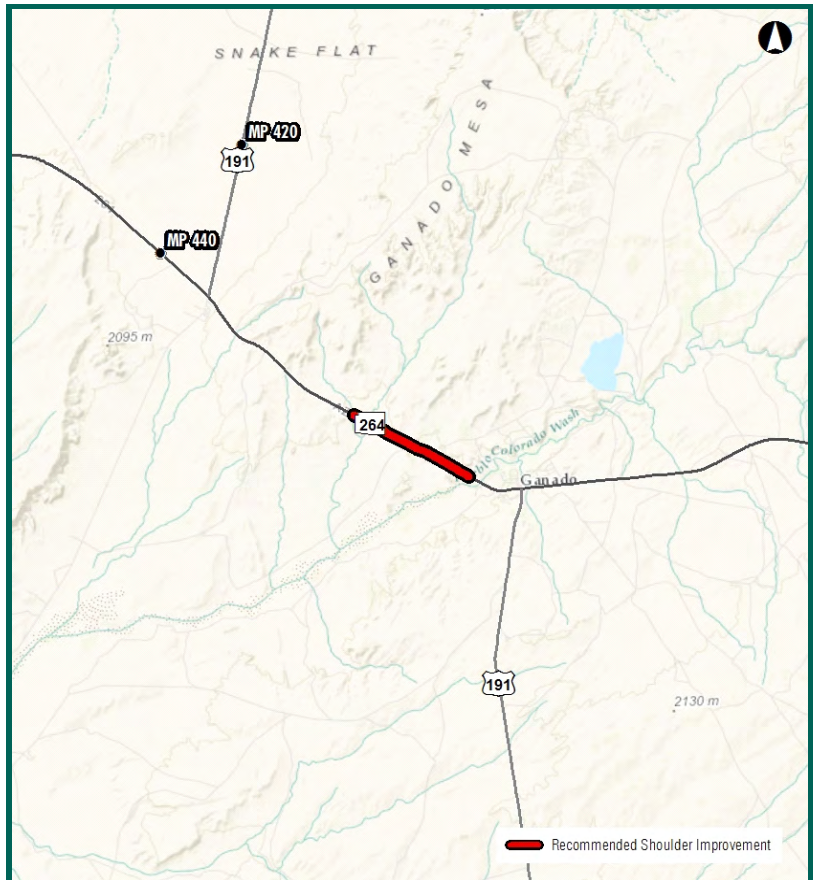 SNAKE FLAT
MP 420
191
GANADO MESA
MP 440
2095 m
264
Colorado Wash
Ganado
191
2130 m
Recommended Shoulder Improvement